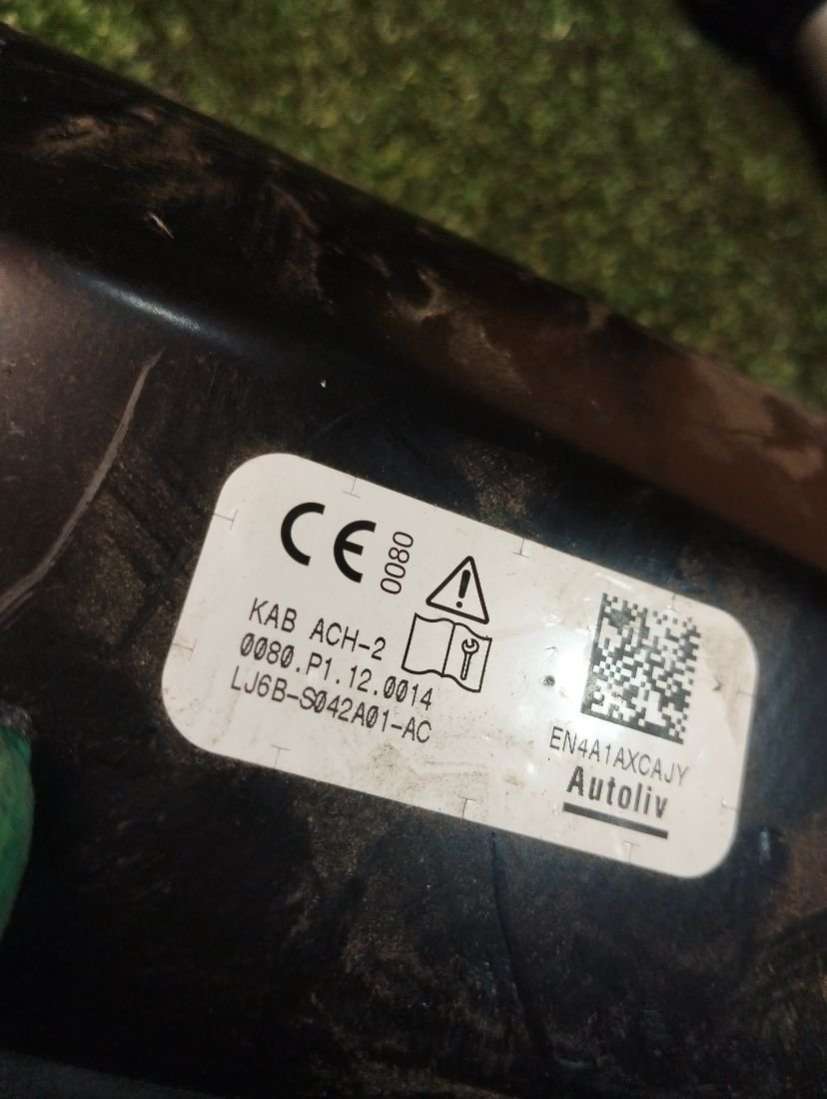 CE 0080
KAB ACH-2
0080.P1.12.0014
LJ6B-S042A01-AC
EN4A1AXCAJY
Autoliv